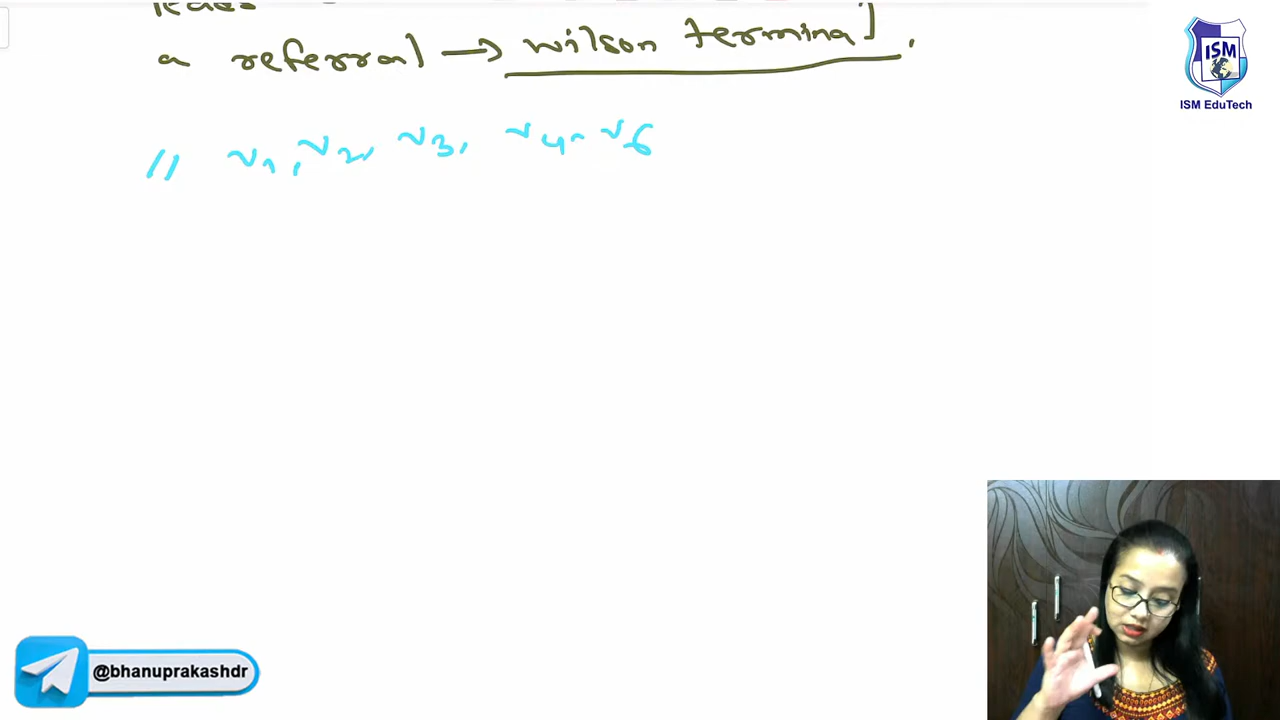 a referral → wilson terminal.
// V1, V2, V3, V4- V6
ISM
ISM EduTech
@bhanuprakashdr